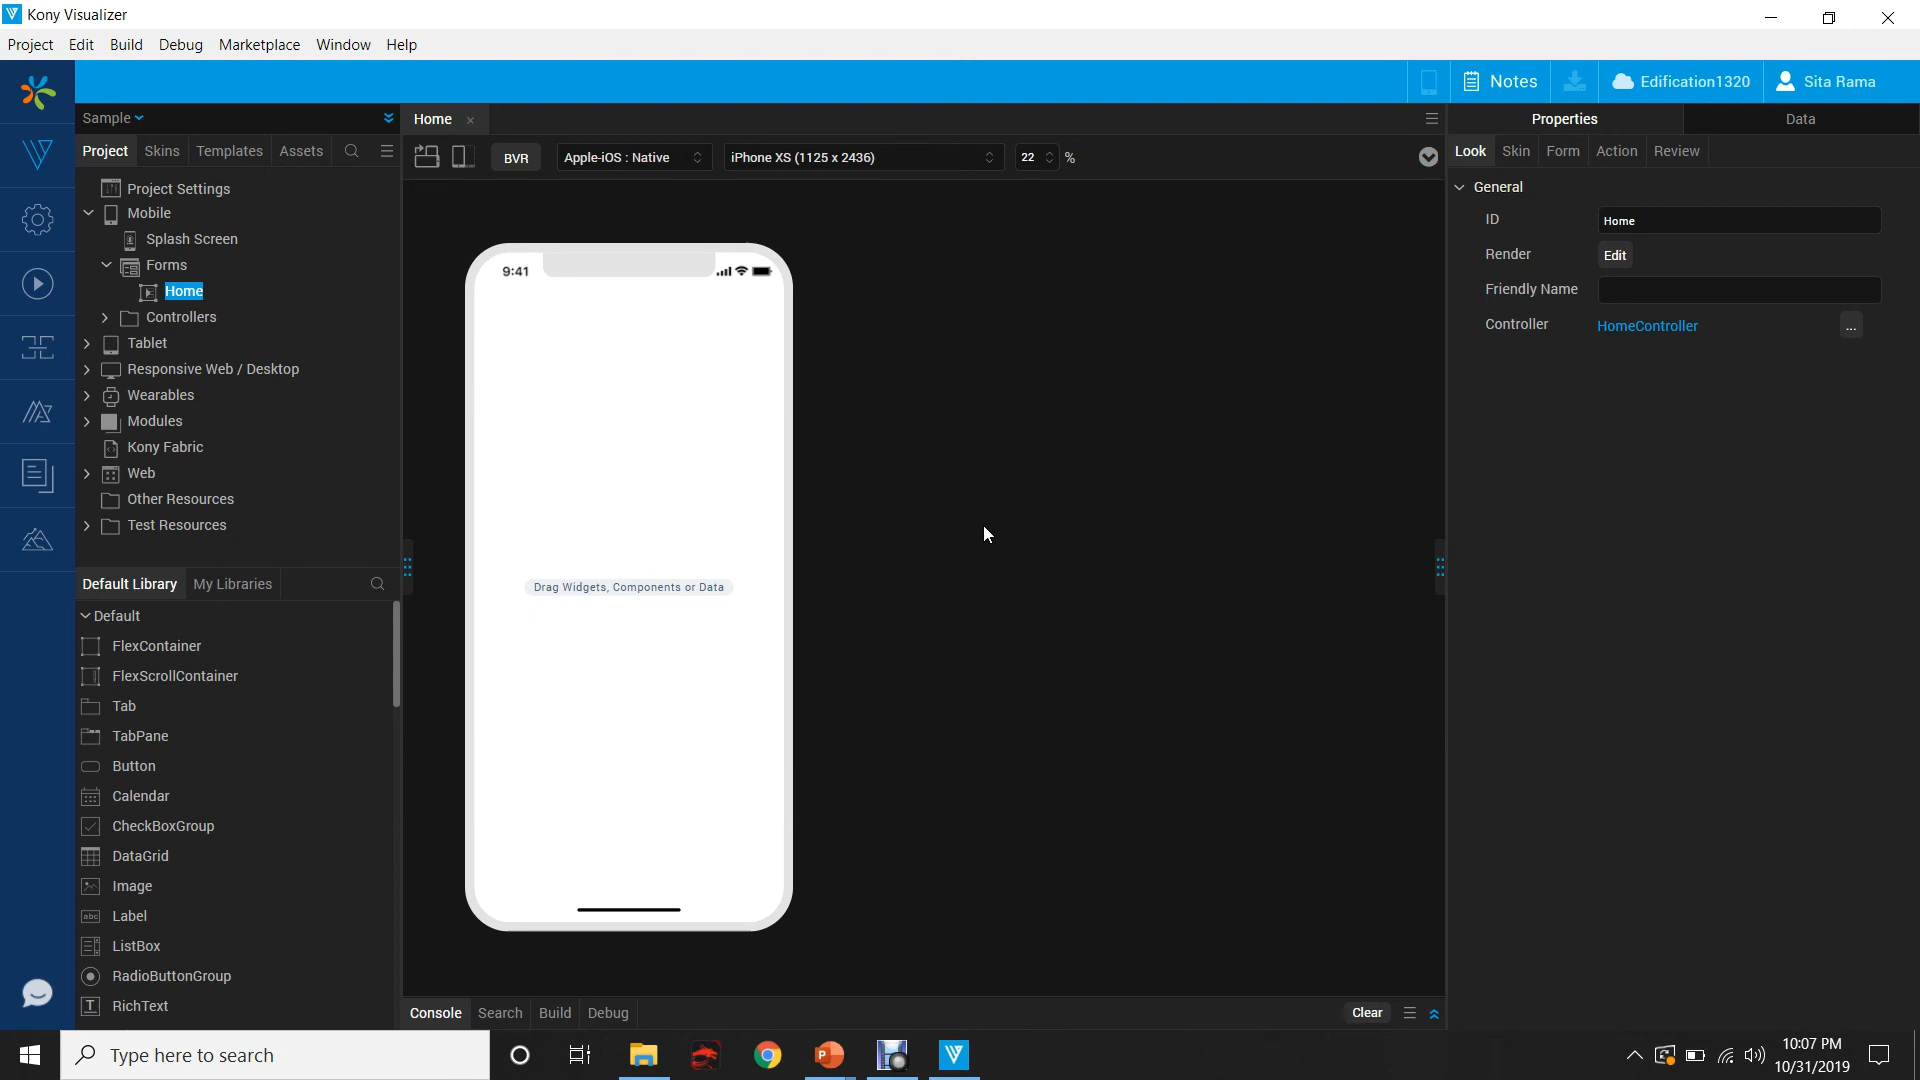 Kony Visualizer
Project Edit Build Debug Marketplace Window Help
Notes Edification1320 Sita Rama
Sample
Project Skins Templates Assets
Project Settings
Mobile
Splash Screen
Forms
Home
Controllers
Tablet
Responsive Web / Desktop
Wearables
Modules
Kony Fabric
Web
Other Resources
Test Resources
Default Library My Libraries
Default
FlexContainer
FlexScrollContainer
Tab
TabPane
Button
Calendar
CheckBoxGroup
DataGrid
Image
abc Label
ListBox
RadioButtonGroup
T RichText
Home
BVR Apple-iOS : Native iPhone XS (1125 x 2436) 22 %
9:41
Drag Widgets, Components or Data
Console Search Build Debug Clear
Properties Data
Look Skin Form Action Review
General
ID Home
Render Edit
Friendly Name
Controller HomeController ...
Type here to search
10:07 PM
10/31/2019